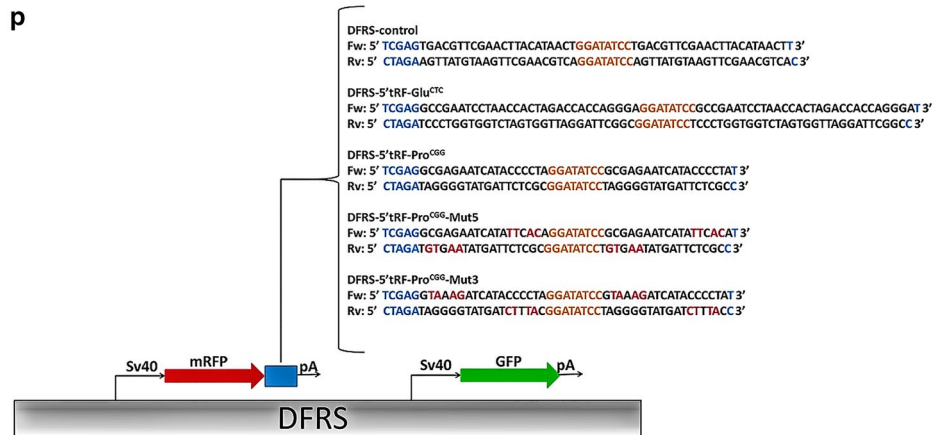 p
DFRS-control
Fw: 5’ TCGAGTGACGTTCGAACTTACATAACTGGATATCCTGACGTTCGAACTTACATAACTT 3’
Rv: 5’ CTAGAAGTTATGTAAGTTCGAACGTCAGGATATCCAGTTATGTAAGTTCGAACGTCAC 3’
DFRS-5’tRF-GluCTC
Fw: 5’ TCGAGGCCGAATCCTAACCACTAGACCACCAGGGAGGATATCCGCCGAATCCTAACCACTAGACCACCAGGGAT 3’
Rv: 5’ CTAGATCCCTGGTGGTCTAGTGGTTAGGATTCGGCGGATATCCTCCCTGGTGGTCTAGTGGTTAGGATTCGGCC 3’
DFRS-5’tRF-ProCGG
Fw: 5’ TCGAGGCGAGAATCATACCCCTAGGATATCCGCGAGAATCATACCCCTAT 3’
Rv: 5’ CTAGATAGGGGTATGATTCTCGCGGATATCCTAGGGGTATGATTCTCGCC 3’
DFRS-5’tRF-ProCGG-Mut5
Fw: 5’ TCGAGGCGAGAATCATATTCACAGGATATCCGCGAGAATCATATTCACAT 3’
Rv: 5’ CTAGATGTGAATATGATTCTCGCGGATATCCTGTGAATATGATTCTCGCC 3’
DFRS-5’tRF-ProCGG-Mut3
Fw: 5’ TCGAGGTAAAGATCATACCCCTAGGATATCCGTAAAGATCATACCCCTAT 3’
Rv: 5’ CTAGATAGGGGTATGATCTTTACGGATATCCTAGGGGTATGATCTTTACC 3’
Sv40 mRFP pA Sv40 GFP pA
DFRS